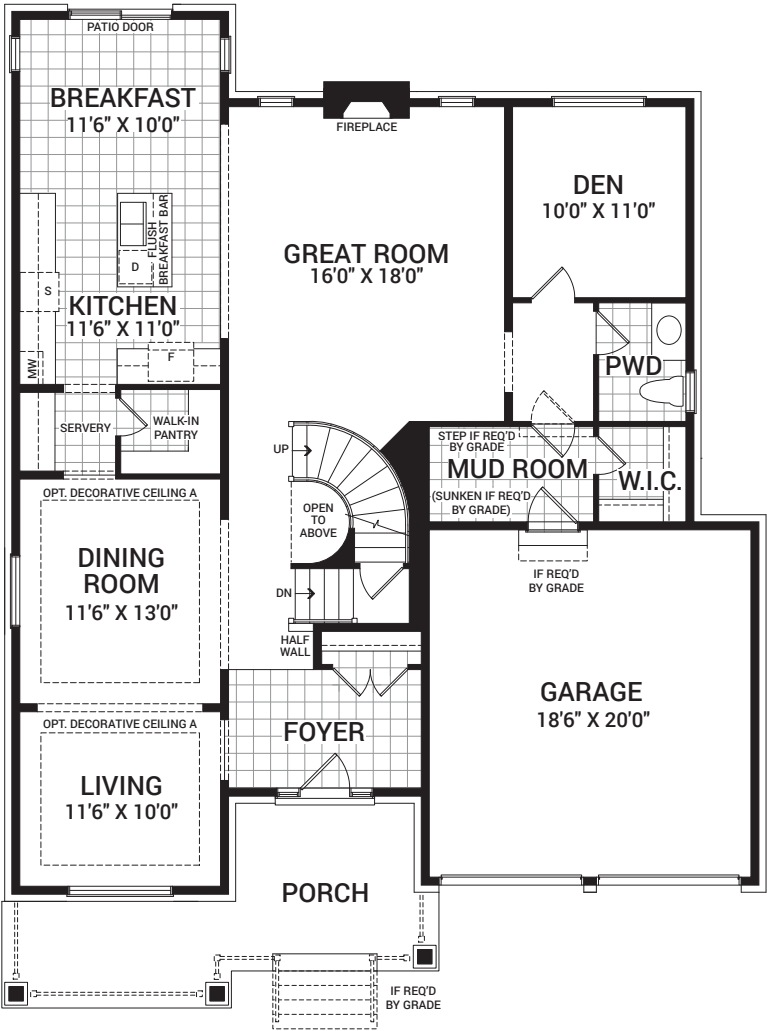 PATIO DOOR
BREAKFAST
11'6" X 10'0"
FIREPLACE
DEN
10'0" X 11'0"
GREAT ROOM
16'0" X 18'0"
FLUSH
BREAKFAST BAR
D
S
KITCHEN
11'6" X 11'0"
MW
F
PWD
SERVERY
WALK-IN
PANTRY
UP
STEP IF REQ'D
BY GRADE
MUD ROOM
(SUNKEN IF REQ'D
BY GRADE)
W.I.C.
OPT. DECORATIVE CEILING A
OPEN
TO
ABOVE
DINING
ROOM
11'6" X 13'0"
IF REQ'D
BY GRADE
DN
HALF
WALL
GARAGE
18'6" X 20'0"
OPT. DECORATIVE CEILING A
FOYER
LIVING
11'6" X 10'0"
PORCH
IF REQ'D
BY GRADE